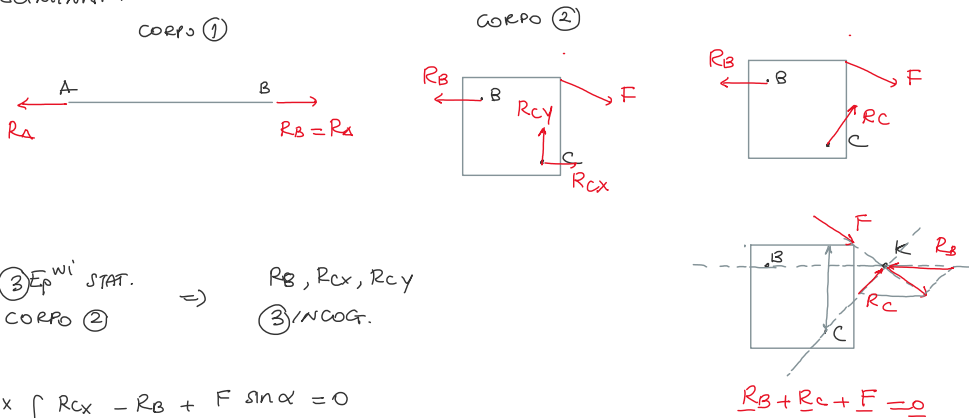 CORPO ①
CORPO ②
A
B
RA
RB = RA
RB
B
RCY
C
RCX
F
RB
B
F
RC
C
③ Eqⁿⁱ STAT.
CORPO ②
=>
RB, RCX, RCY
③ INCOG.
B
F
K
RB
RC
C
x { RCX - RB + F sin α = 0
RB + RC + F = 0